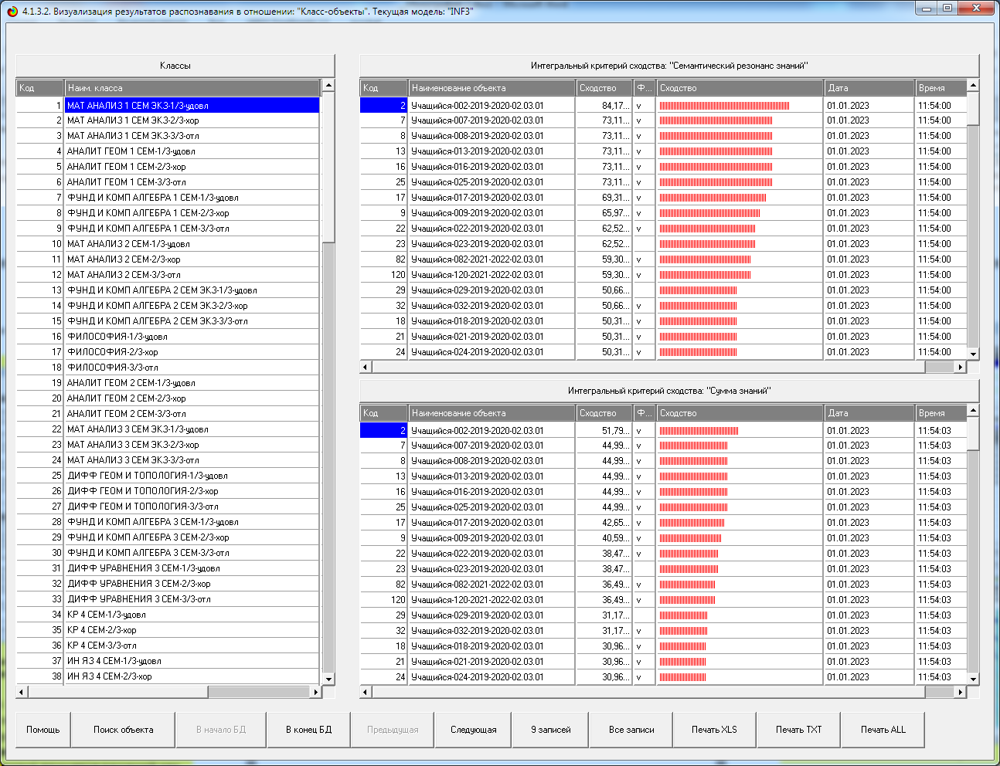 4.1.3.2. Визуализация результатов распознавания в отношении: "Класс-объекты". Текущая модель: "INF3"
Классы
Код Наим. класса
1 МАТ АНАЛИЗ 1 СЕМ ЭКЗ-1/3-удовл
2 МАТ АНАЛИЗ 1 СЕМ ЭКЗ-2/3-хор
3 МАТ АНАЛИЗ 1 СЕМ ЭКЗ-3/3-отл
4 АНАЛИТ ГЕОМ 1 СЕМ-1/3-удовл
5 АНАЛИТ ГЕОМ 1 СЕМ-2/3-хор
6 АНАЛИТ ГЕОМ 1 СЕМ-3/3-отл
7 ФУНД И КОМП АЛГЕБРА 1 СЕМ-1/3-удовл
8 ФУНД И КОМП АЛГЕБРА 1 СЕМ-2/3-хор
9 ФУНД И КОМП АЛГЕБРА 1 СЕМ-3/3-отл
10 МАТ АНАЛИЗ 2 СЕМ-1/3-удовл
11 МАТ АНАЛИЗ 2 СЕМ-2/3-хор
12 МАТ АНАЛИЗ 2 СЕМ-3/3-отл
13 ФУНД И КОМП АЛГЕБРА 2 СЕМ ЭКЗ-1/3-удовл
14 ФУНД И КОМП АЛГЕБРА 2 СЕМ ЭКЗ-2/3-хор
15 ФУНД И КОМП АЛГЕБРА 2 СЕМ ЭКЗ-3/3-отл
16 ФИЛОСОФИЯ-1/3-удовл
17 ФИЛОСОФИЯ-2/3-хор
18 ФИЛОСОФИЯ-3/3-отл
19 АНАЛИТ ГЕОМ 2 СЕМ-1/3-удовл
20 АНАЛИТ ГЕОМ 2 СЕМ-2/3-хор
21 АНАЛИТ ГЕОМ 2 СЕМ-3/3-отл
22 МАТ АНАЛИЗ 3 СЕМ ЭКЗ-1/3-удовл
23 МАТ АНАЛИЗ 3 СЕМ ЭКЗ-2/3-хор
24 МАТ АНАЛИЗ 3 СЕМ ЭКЗ-3/3-отл
25 ДИФФ ГЕОМ И ТОПОЛОГИЯ-1/3-удовл
26 ДИФФ ГЕОМ И ТОПОЛОГИЯ-2/3-хор
27 ДИФФ ГЕОМ И ТОПОЛОГИЯ-3/3-отл
28 ФУНД И КОМП АЛГЕБРА 3 СЕМ-1/3-удовл
29 ФУНД И КОМП АЛГЕБРА 3 СЕМ-2/3-хор
30 ФУНД И КОМП АЛГЕБРА 3 СЕМ-3/3-отл
31 ДИФФ УРАВНЕНИЯ 3 СЕМ-1/3-удовл
32 ДИФФ УРАВНЕНИЯ 3 СЕМ-2/3-хор
33 ДИФФ УРАВНЕНИЯ 3 СЕМ-3/3-отл
34 КР 4 СЕМ-1/3-удовл
35 КР 4 СЕМ-2/3-хор
36 КР 4 СЕМ-3/3-отл
37 ИН ЯЗ 4 СЕМ-1/3-удовл
38 ИН ЯЗ 4 СЕМ-2/3-хор
Интегральный критерий сходства: "Семантический резонанс знаний"
Код Наименование объекта Сходство Ф... Сходство Дата Время
2 Учащийся-002-2019-2020-02.03.01 84,17... v 01.01.2023 11:54:00
7 Учащийся-007-2019-2020-02.03.01 73,11... v 01.01.2023 11:54:00
8 Учащийся-008-2019-2020-02.03.01 73,11... v 01.01.2023 11:54:00
13 Учащийся-013-2019-2020-02.03.01 73,11... v 01.01.2023 11:54:00
16 Учащийся-016-2019-2020-02.03.01 73,11... v 01.01.2023 11:54:00
25 Учащийся-025-2019-2020-02.03.01 73,11... v 01.01.2023 11:54:00
17 Учащийся-017-2019-2020-02.03.01 69,31... v 01.01.2023 11:54:00
9 Учащийся-009-2019-2020-02.03.01 65,97... v 01.01.2023 11:54:00
22 Учащийся-022-2019-2020-02.03.01 62,52... v 01.01.2023 11:54:00
23 Учащийся-023-2019-2020-02.03.01 62,52... 01.01.2023 11:54:00
82 Учащийся-082-2021-2022-02.03.01 59,30... v 01.01.2023 11:54:00
120 Учащийся-120-2021-2022-02.03.01 59,30... v 01.01.2023 11:54:00
29 Учащийся-029-2019-2020-02.03.01 50,66... v 01.01.2023 11:54:00
32 Учащийся-032-2019-2020-02.03.01 50,66... v 01.01.2023 11:54:00
18 Учащийся-018-2019-2020-02.03.01 50,31... v 01.01.2023 11:54:00
21 Учащийся-021-2019-2020-02.03.01 50,31... v 01.01.2023 11:54:00
24 Учащийся-024-2019-2020-02.03.01 50,31... v 01.01.2023 11:54:00
Интегральный критерий сходства: "Сумма знаний"
Код Наименование объекта Сходство Ф... Сходство Дата Время
2 Учащийся-002-2019-2020-02.03.01 51,79... v 01.01.2023 11:54:03
7 Учащийся-007-2019-2020-02.03.01 44,99... v 01.01.2023 11:54:03
8 Учащийся-008-2019-2020-02.03.01 44,99... v 01.01.2023 11:54:03
13 Учащийся-013-2019-2020-02.03.01 44,99... v 01.01.2023 11:54:03
16 Учащийся-016-2019-2020-02.03.01 44,99... v 01.01.2023 11:54:03
25 Учащийся-025-2019-2020-02.03.01 44,99... v 01.01.2023 11:54:03
17 Учащийся-017-2019-2020-02.03.01 42,65... v 01.01.2023 11:54:03
9 Учащийся-009-2019-2020-02.03.01 40,59... v 01.01.2023 11:54:03
22 Учащийся-022-2019-2020-02.03.01 38,47... v 01.01.2023 11:54:03
23 Учащийся-023-2019-2020-02.03.01 38,47... 01.01.2023 11:54:03
82 Учащийся-082-2021-2022-02.03.01 36,49... v 01.01.2023 11:54:03
120 Учащийся-120-2021-2022-02.03.01 36,49... v 01.01.2023 11:54:03
29 Учащийся-029-2019-2020-02.03.01 31,17... v 01.01.2023 11:54:03
32 Учащийся-032-2019-2020-02.03.01 31,17... v 01.01.2023 11:54:03
18 Учащийся-018-2019-2020-02.03.01 30,96... v 01.01.2023 11:54:03
21 Учащийся-021-2019-2020-02.03.01 30,96... v 01.01.2023 11:54:03
24 Учащийся-024-2019-2020-02.03.01 30,96... v 01.01.2023 11:54:03
Помощь Поиск объекта В начало БД В конец БД Предыдущая Следующая 9 записей Все записи Печать XLS Печать TXT Печать ALL